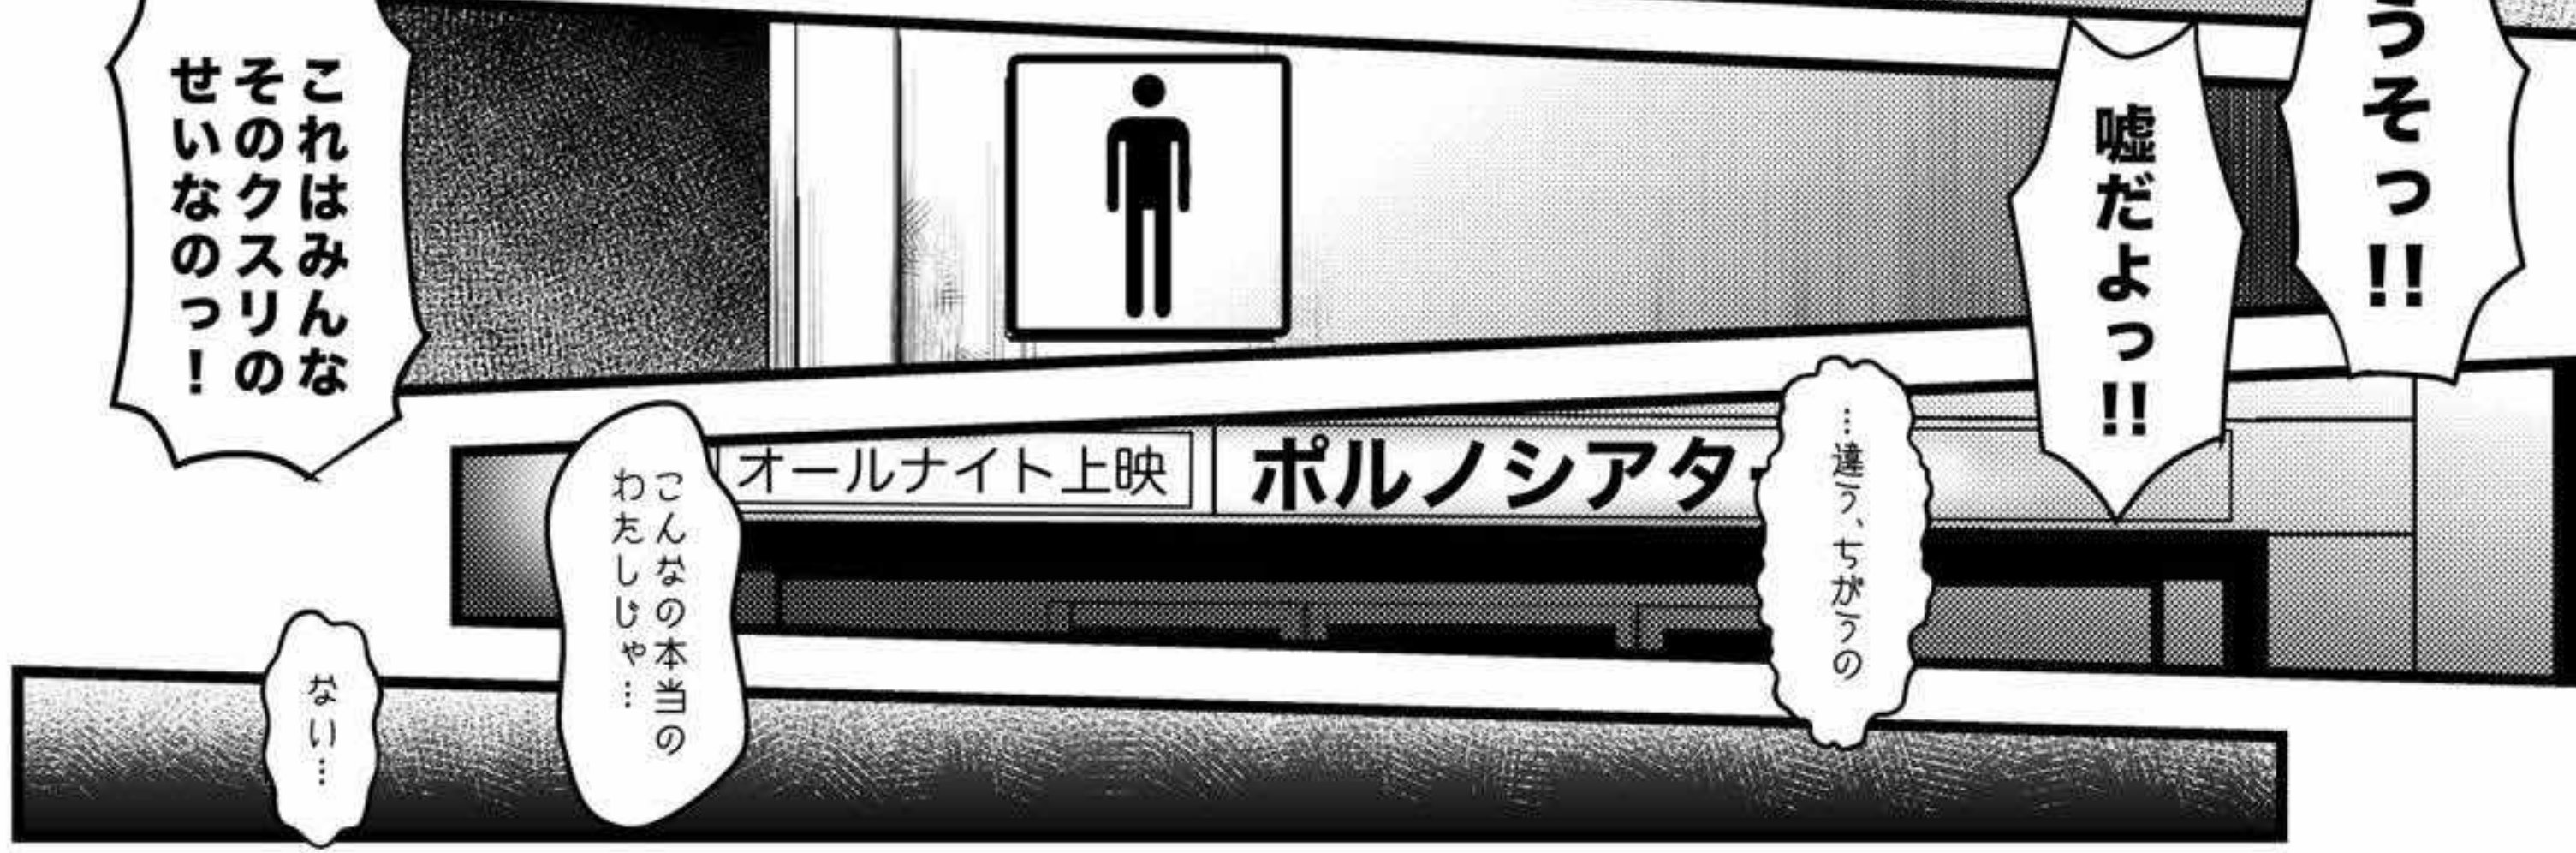 うそっ!!
嘘だよっ!!
これはみんな
そのクスリの
せいなのっ!
…違う、ちがうの
ポルノシアタ
オールナイト上映
こんなの本当の
わたしじゃ…
ない…